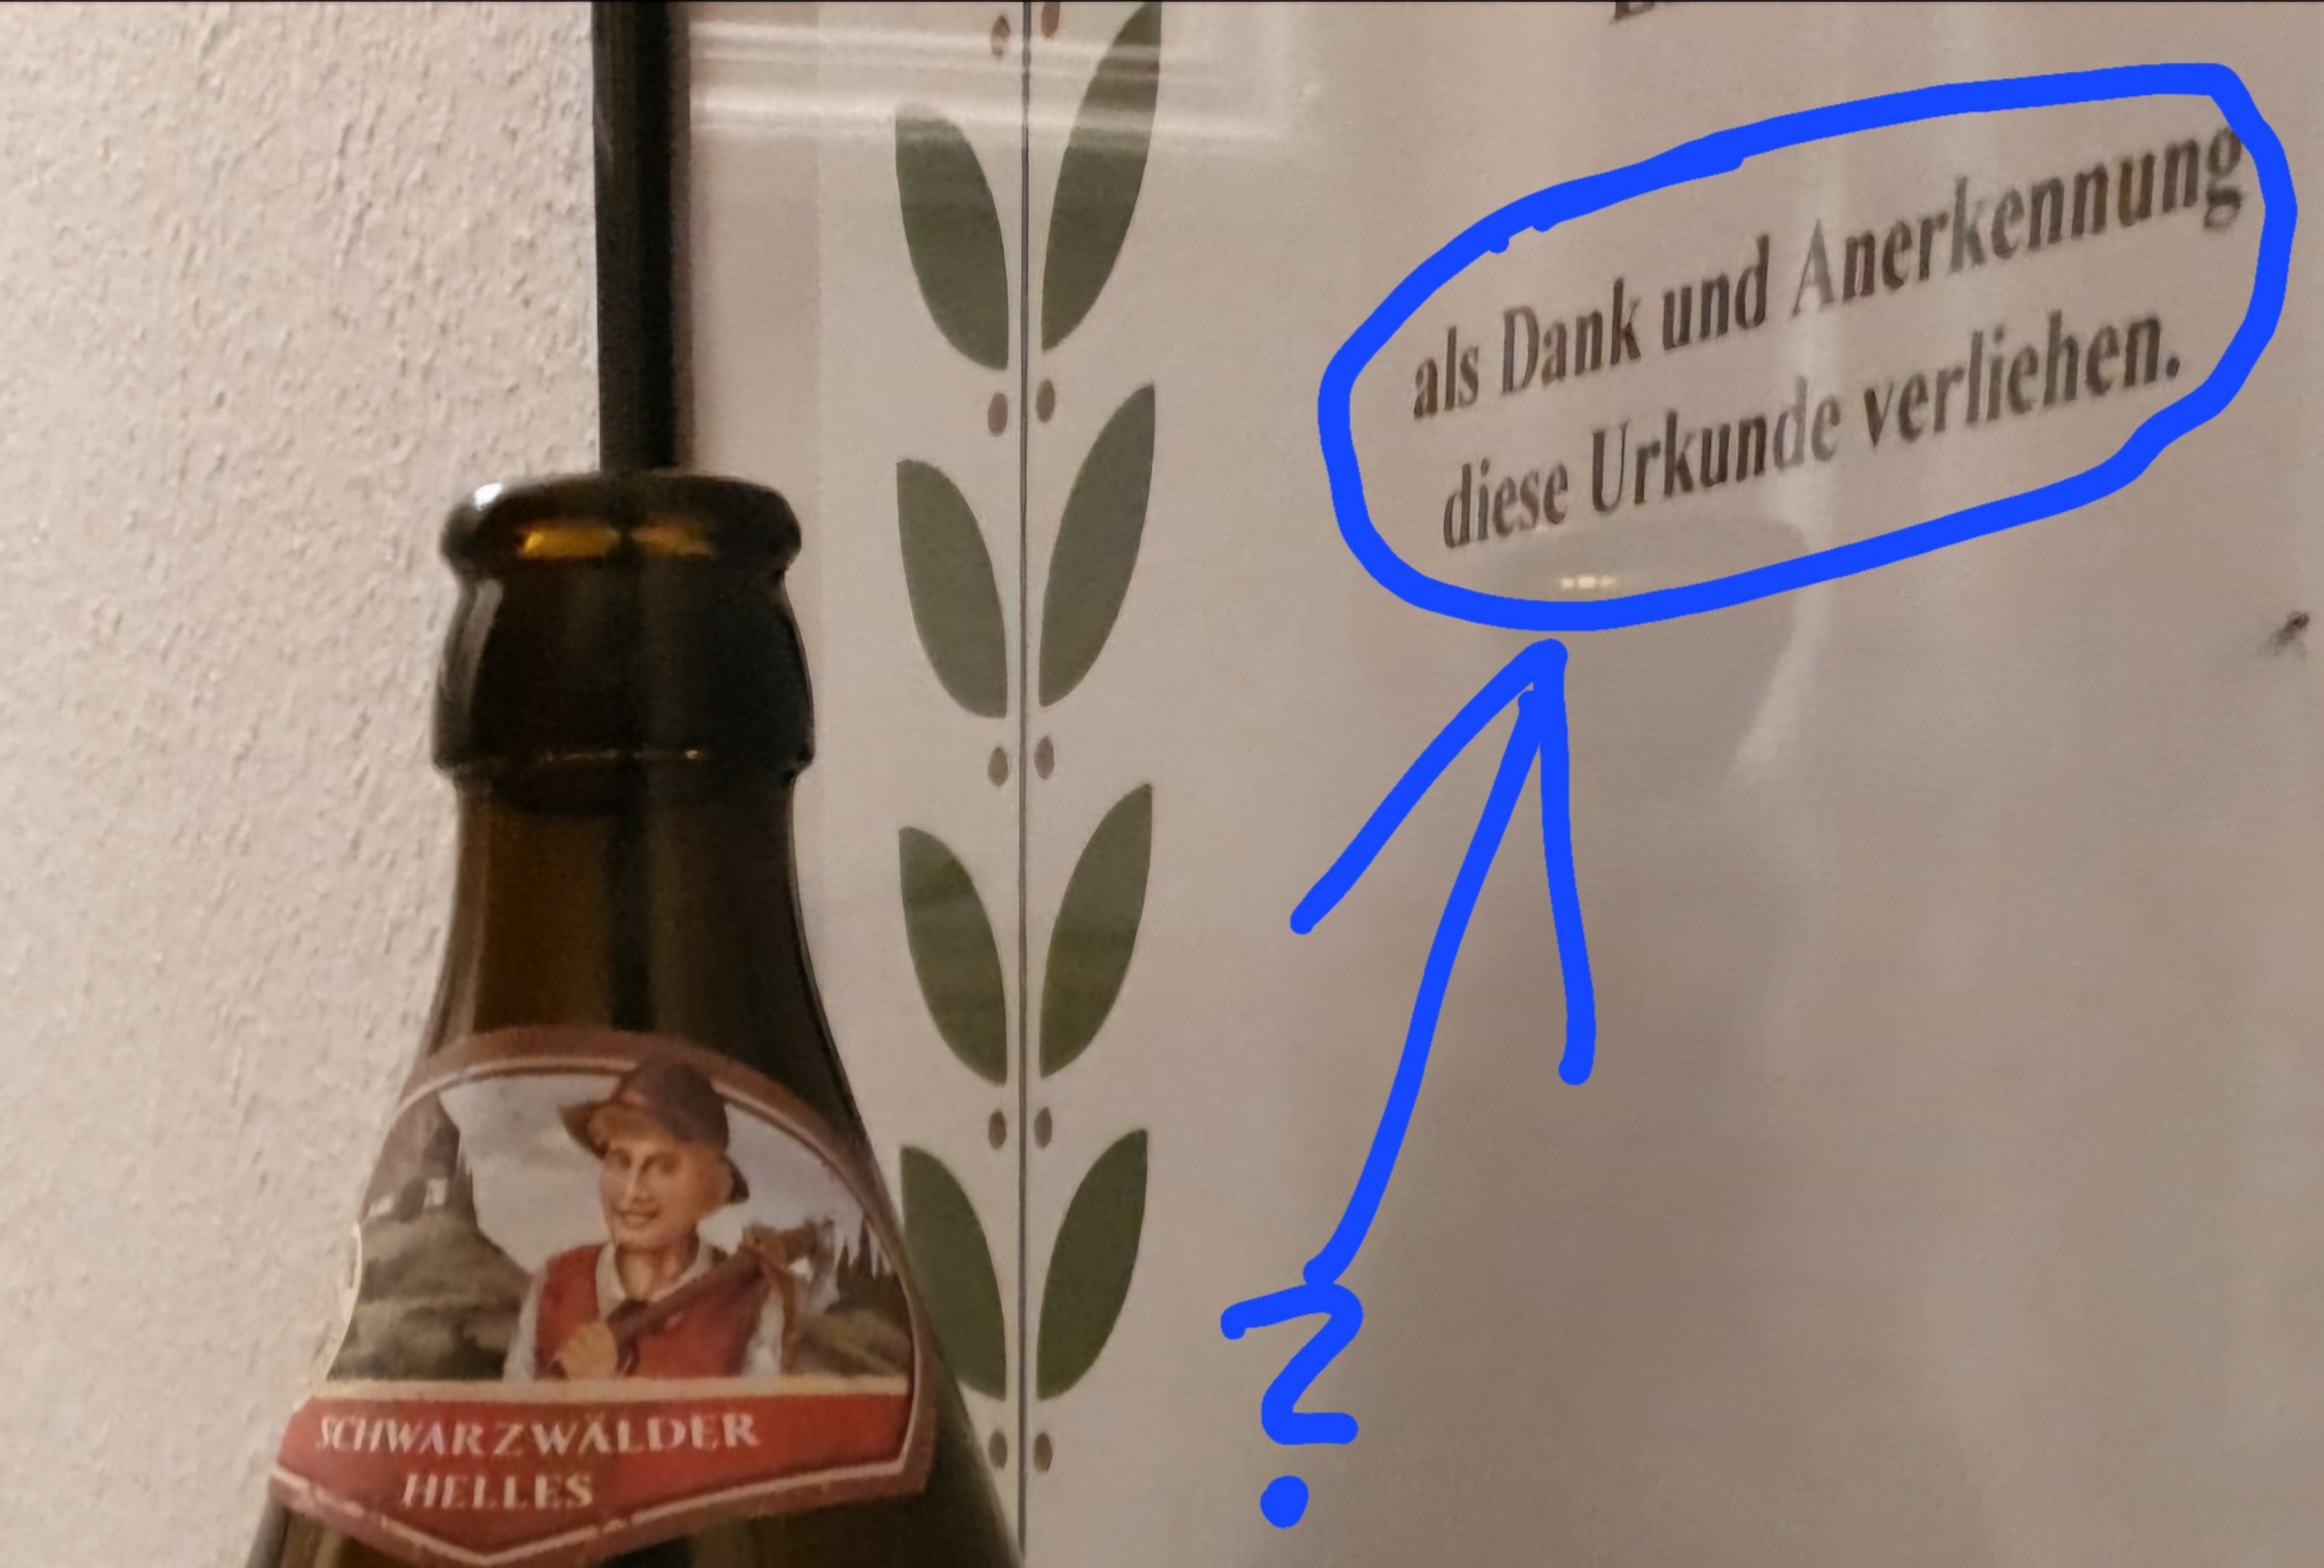 als Dank und Anerkennung
diese Urkunde verliehen.
?
SCHWARZWÄLDER
HELLES